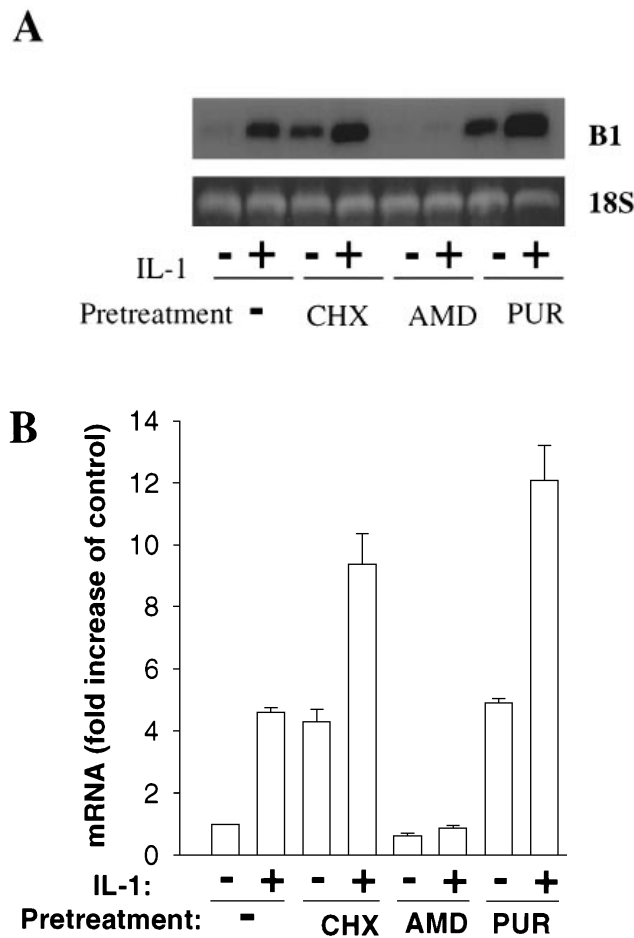 A
B1
18S
IL-1 - + - + - + - +
Pretreatment - CHX AMD PUR
B
mRNA (fold increase of control)
14
12
10
8
6
4
2
0
IL-1: - + - + - + - +
Pretreatment: - CHX AMD PUR